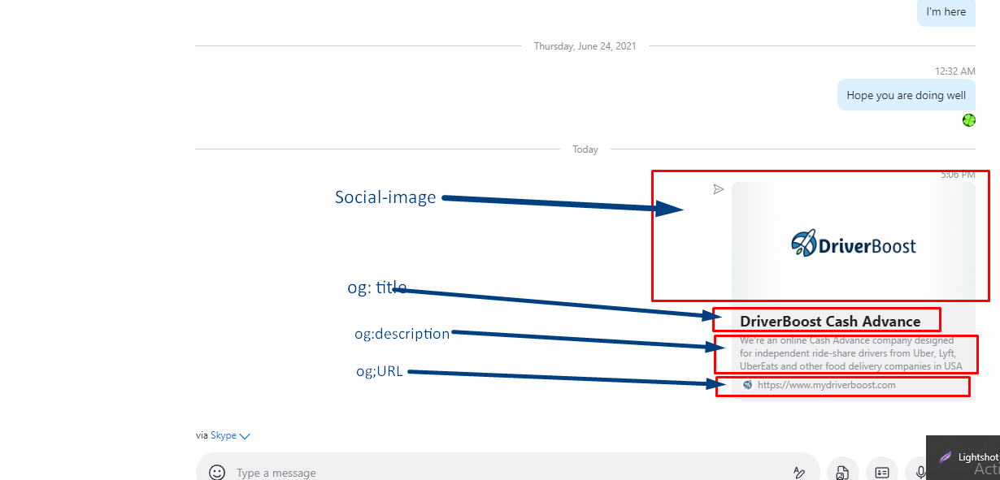 I'm here
Thursday, June 24, 2021
12:32 AM
Hope you are doing well
Today
5:06 PM
Social-image
DriverBoost
og: title
DriverBoost Cash Advance
og:description
We're an online Cash Advance company designed
for independent ride-share drivers from Uber, Lyft,
UberEats and other food delivery companies in USA
og;URL
https://www.mydriverboost.com
via Skype
Type a message
Lightshot